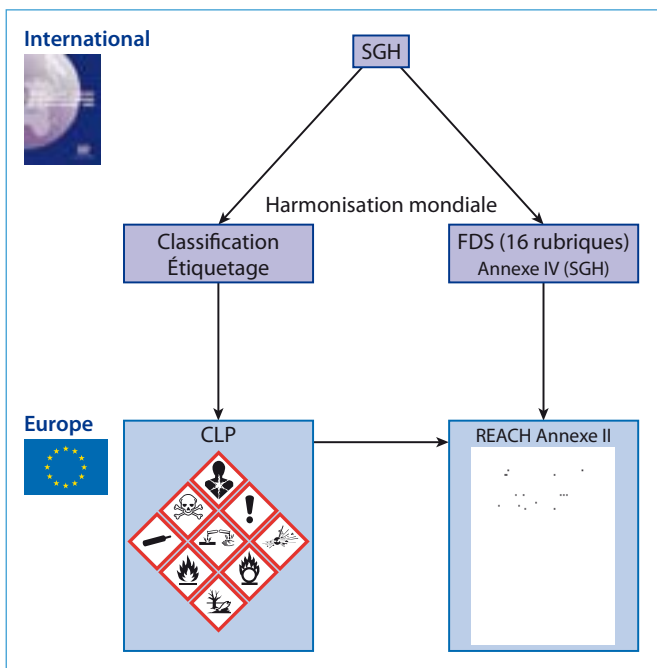 International
SGH
Harmonisation mondiale
Classification
Étiquetage
FDS (16 rubriques)
Annexe IV (SGH)
Europe
CLP
REACH Annexe II